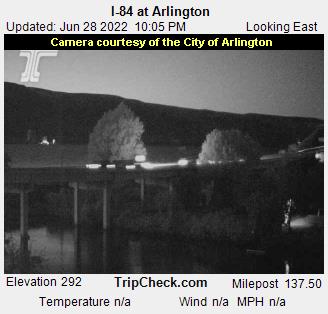 I-84 at Arlington
Updated: Jun 28 2022 10:05 PM Looking East
Camera courtesy of the City of Arlington
Elevation 292 TripCheck.com Milepost 137.50
Temperature n/a Wind n/a MPH n/a